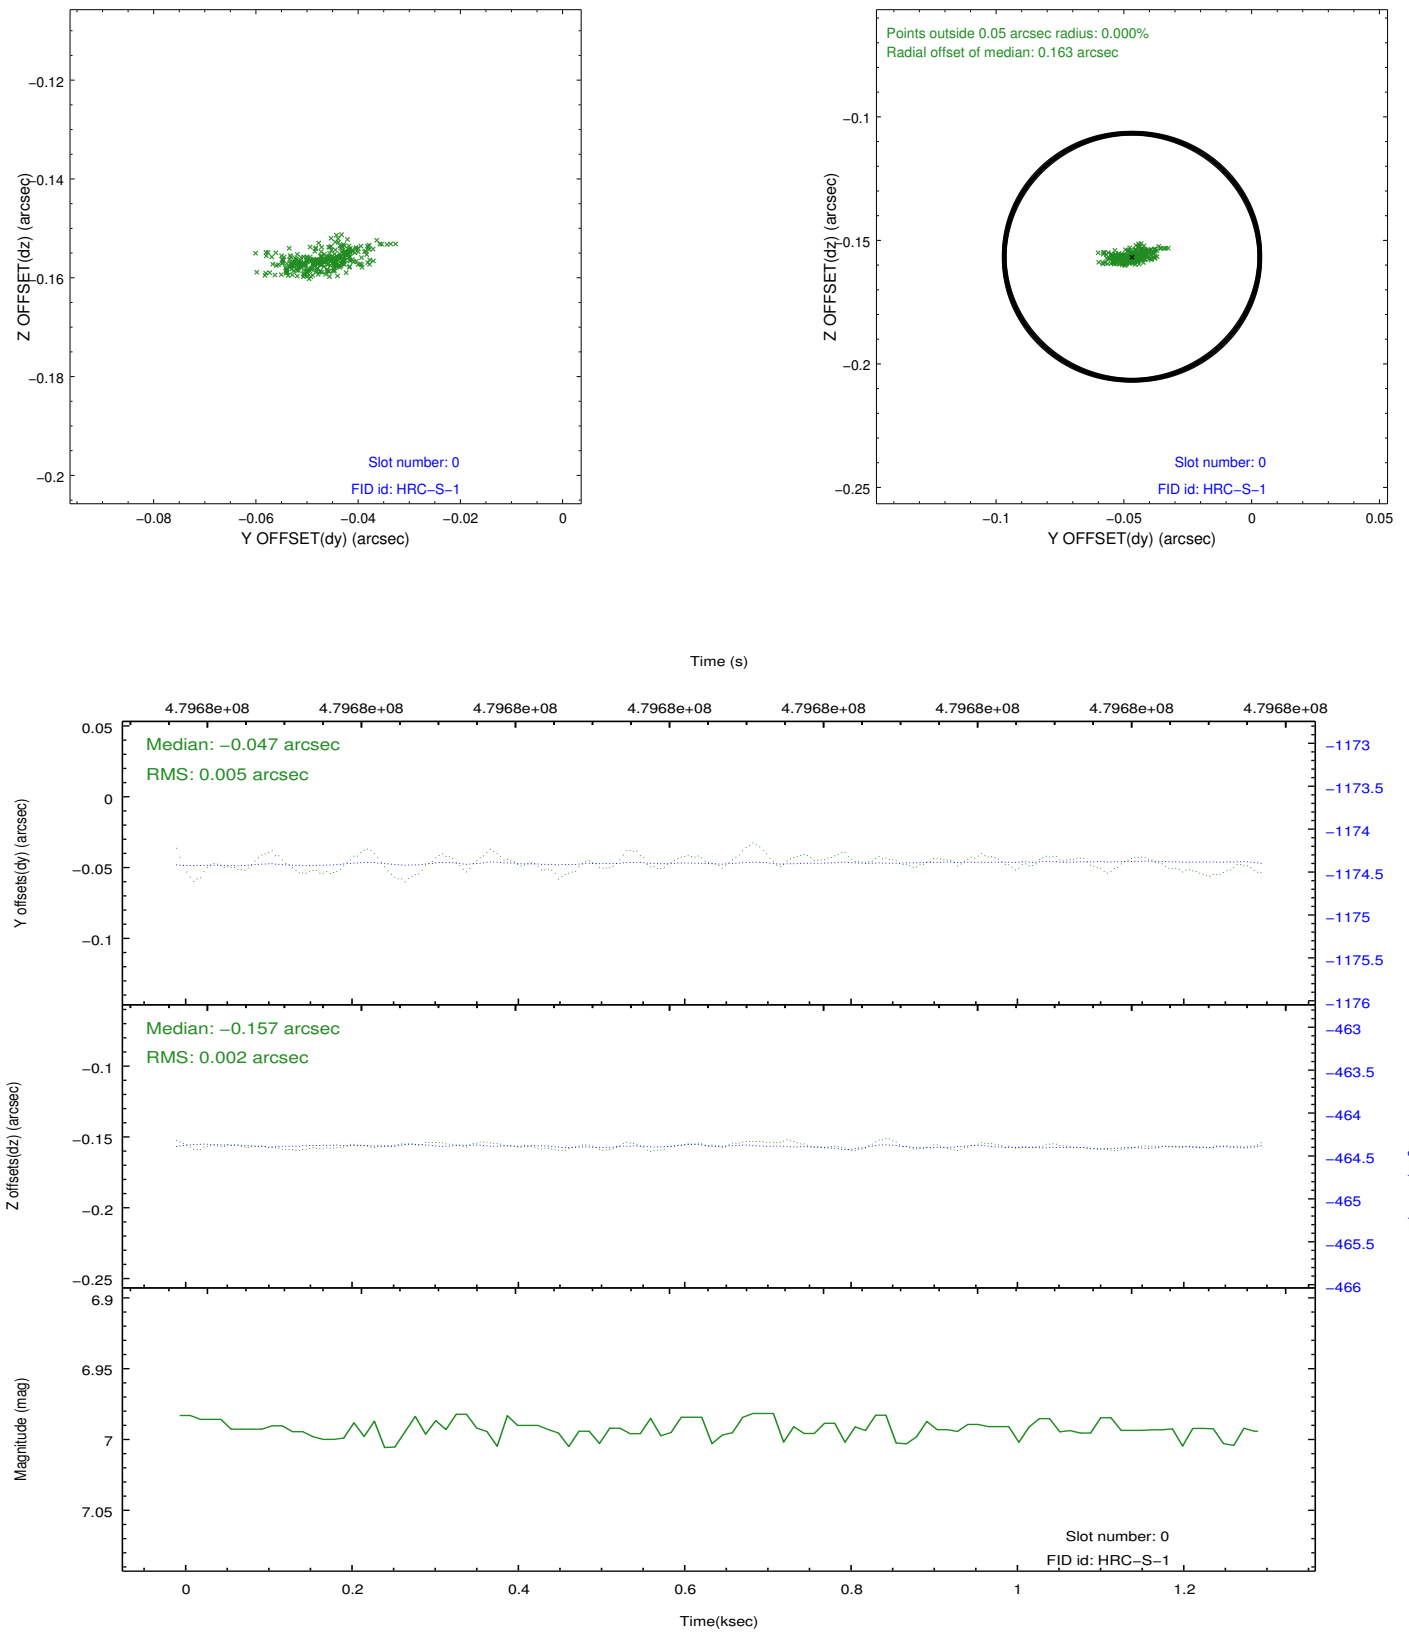 −0.12
−0.14
−0.16
−0.18
−0.2
Z OFFSET(dz) (arcsec)
Slot number: 0
FID id: HRC−S−1
−0.08 −0.06 −0.04 −0.02 0
Y OFFSET(dy) (arcsec)
Points outside 0.05 arcsec radius: 0.000%
Radial offset of median: 0.163 arcsec
−0.1
−0.15
−0.2
−0.25
Z OFFSET(dz) (arcsec)
Slot number: 0
FID id: HRC−S−1
−0.1 −0.05 0 0.05
Y OFFSET(dy) (arcsec)
Time (s)
4.7968e+08 4.7968e+08 4.7968e+08 4.7968e+08 4.7968e+08 4.7968e+08 4.7968e+08 4.7968e+08
0.05
0
−0.05
−0.1
Y offsets(dy) (arcsec)
Median: −0.047 arcsec
RMS: 0.005 arcsec
−1173
−1173.5
−1174
−1174.5
−1175
−1175.5
−1176
−0.1
−0.15
−0.2
−0.25
Z offsets(dz) (arcsec)
Median: −0.157 arcsec
RMS: 0.002 arcsec
−463
−463.5
−464
−464.5
−465
−465.5
−466
6.9
6.95
7
7.05
Magnitude (mag)
Slot number: 0
FID id: HRC−S−1
0 0.2 0.4 0.6 0.8 1 1.2
Time(ksec)